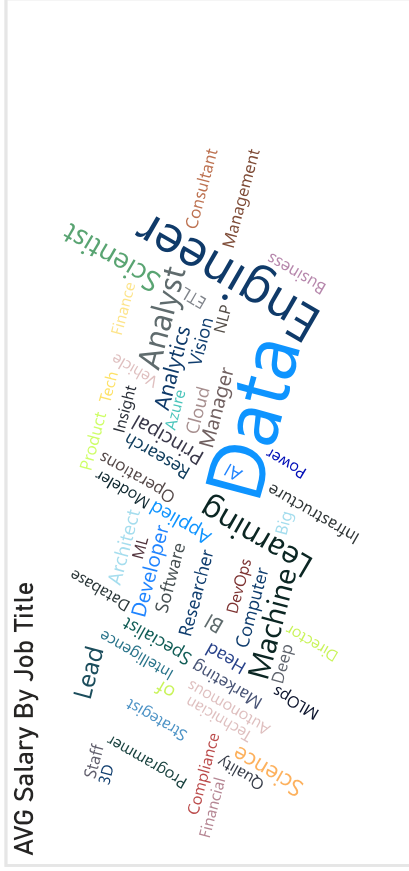 AVG Salary By Job Title
Consultant
Management
Scientist
Engineer
Business
Finance
Analyst
ETL
NLP
Vision
Vehicle
Analytics
Tech
Insight
Azure
Cloud
Manager
Data
AI
Power
Product
Principal
Research
Operations
Modeler
Applied
Learning
Infrastructure
Big
Architect
ML
Developer
Software
Researcher
DevOps
Computer
Machine
Database
Specialist
BI
Head
Director
Deep
Intelligence
Lead
of
Marketing
MLOps
Autonomous
Technician
Strategist
Programmer
Staff
3D
Compliance
Financial
Quality
Science